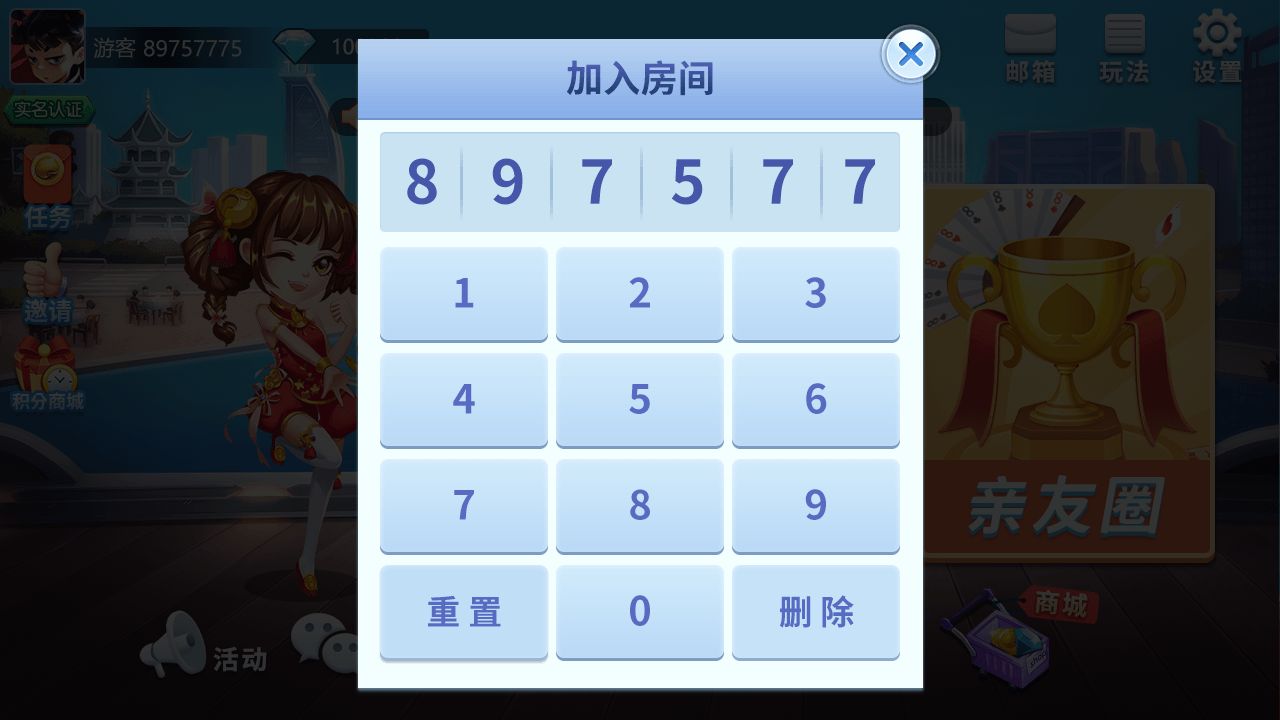 游客 89757775
10
实名认证
邮箱
玩法
设置
加入房间
8 9 7 5 7 7
任务
邀请
积分商城
1 2 3
4 5 6
7 8 9
重置 0 删除
亲友圈
商城
shop
活动